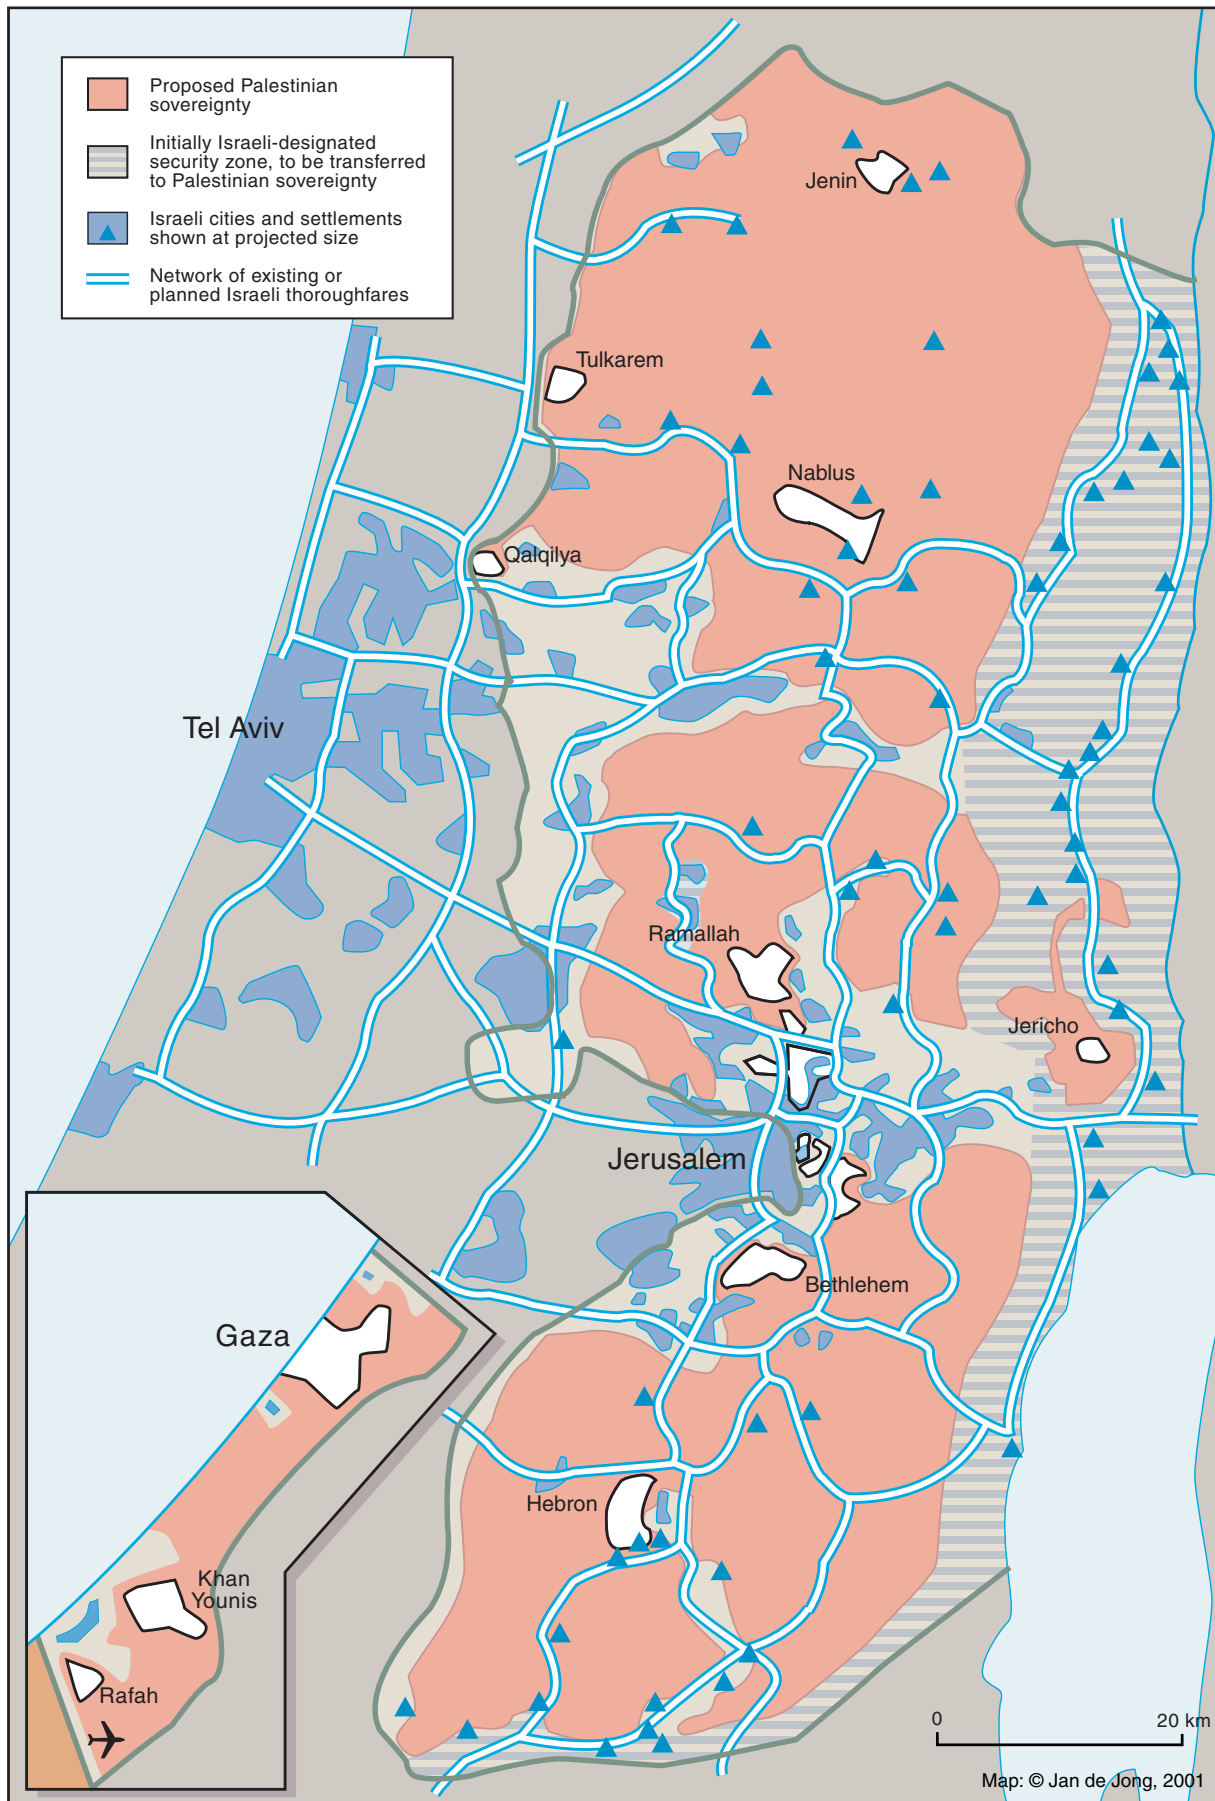 Proposed Palestinian
sovereignty
Initially Israeli-designated
security zone, to be transferred
to Palestinian sovereignty
Israeli cities and settlements
shown at projected size
Network of existing or
planned Israeli thoroughfares
Jenin
Tulkarem
Nablus
Qalqilya
Tel Aviv
Ramallah
Jericho
Jerusalem
Bethlehem
Gaza
Hebron
Khan
Younis
Rafah
0
20 km
Map: © Jan de Jong, 2001